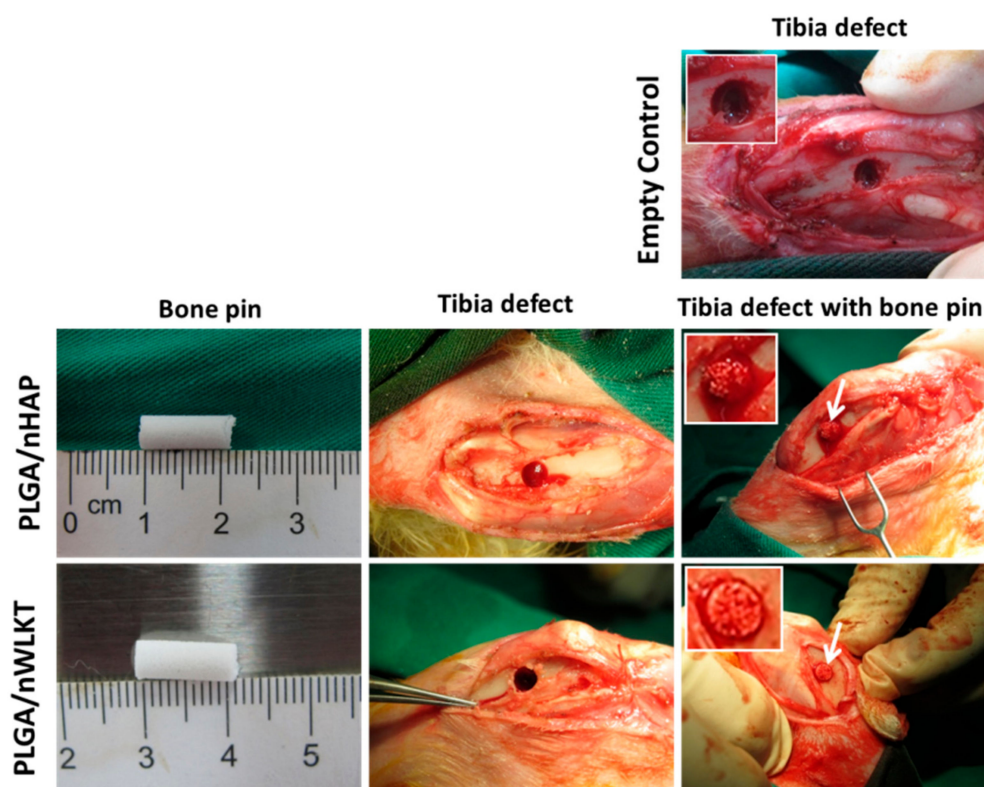 Tibia defect
Empty Control
Bone pin
Tibia defect
Tibia defect with bone pin
PLGA/nHAP
cm
0 1 2 3
PLGA/nWLKT
2 3 4 5